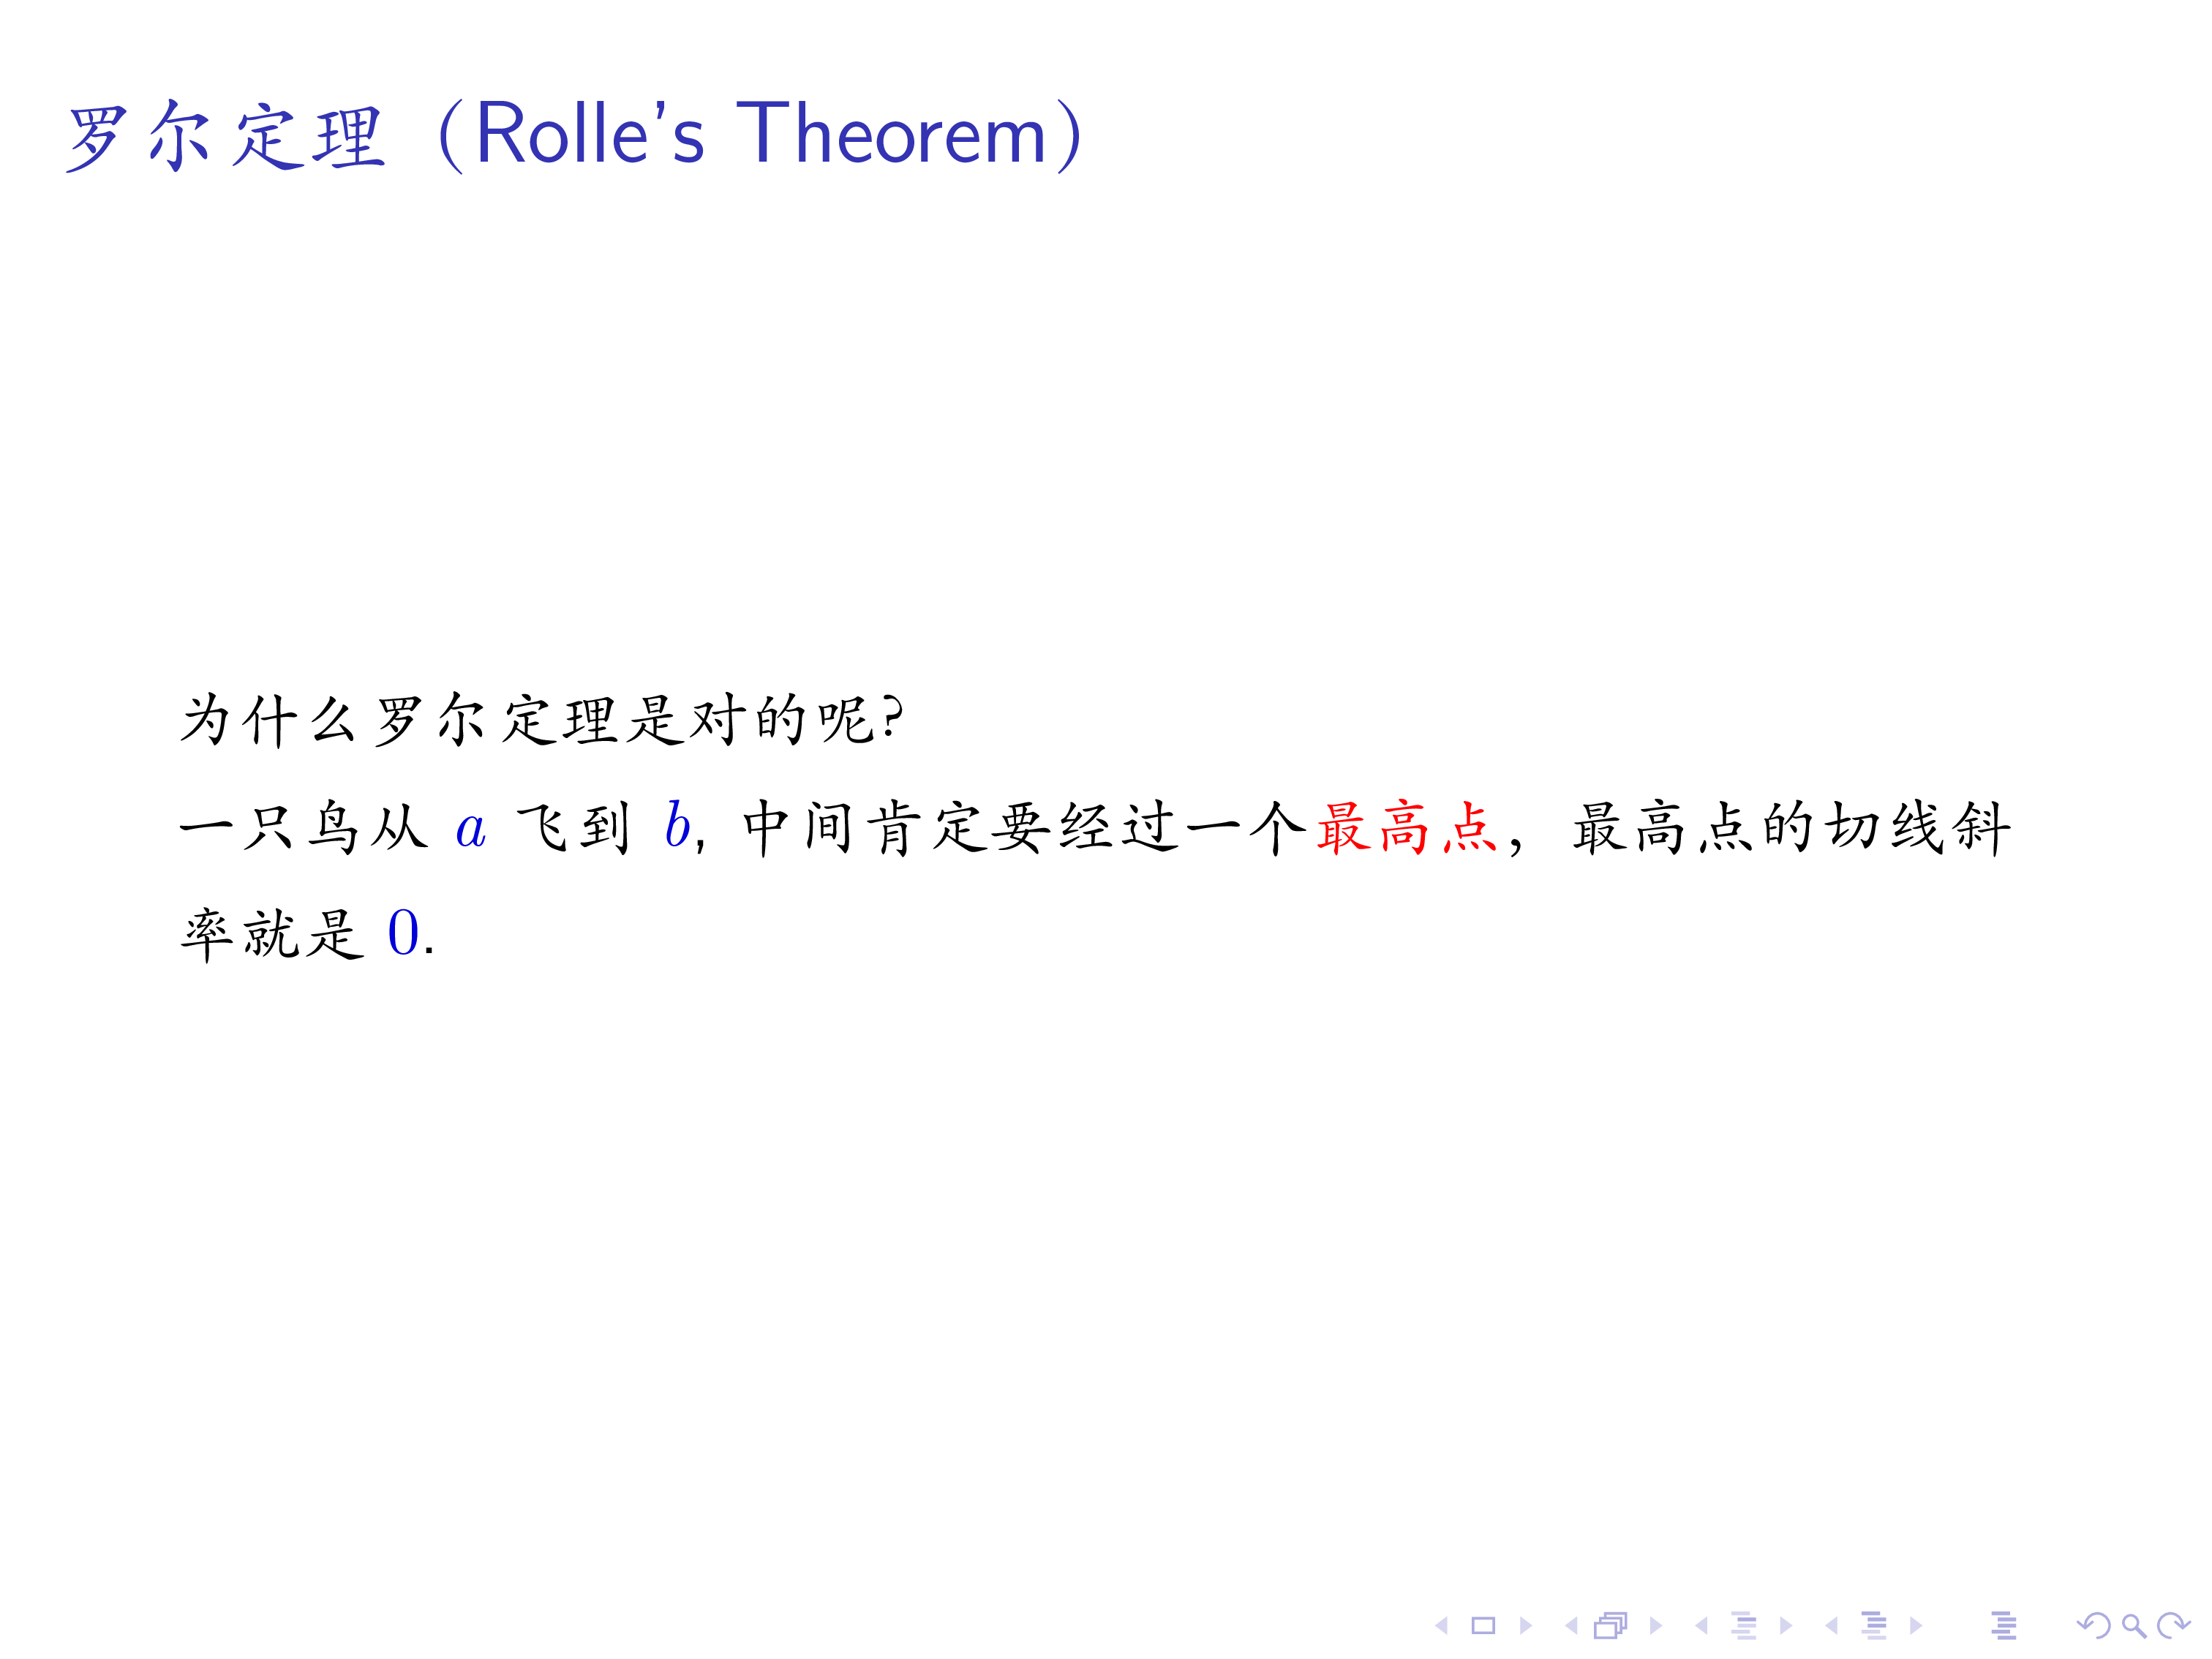 罗尔定理（Rolle's Theorem）
为什么罗尔定理是对的呢?
一只鸟从 a 飞到 b, 中间肯定要经过一个最高点，最高点的切线斜
率就是 0.